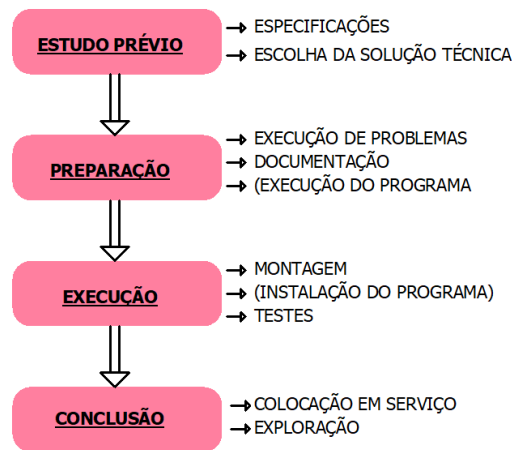 ESTUDO PRÉVIO
ESPECIFICAÇÕES
ESCOLHA DA SOLUÇÃO TÉCNICA
PREPARAÇÃO
EXECUÇÃO DE PROBLEMAS
DOCUMENTAÇÃO
(EXECUÇÃO DO PROGRAMA
EXECUÇÃO
MONTAGEM
(INSTALAÇÃO DO PROGRAMA)
TESTES
CONCLUSÃO
COLOCAÇÃO EM SERVIÇO
EXPLORAÇÃO